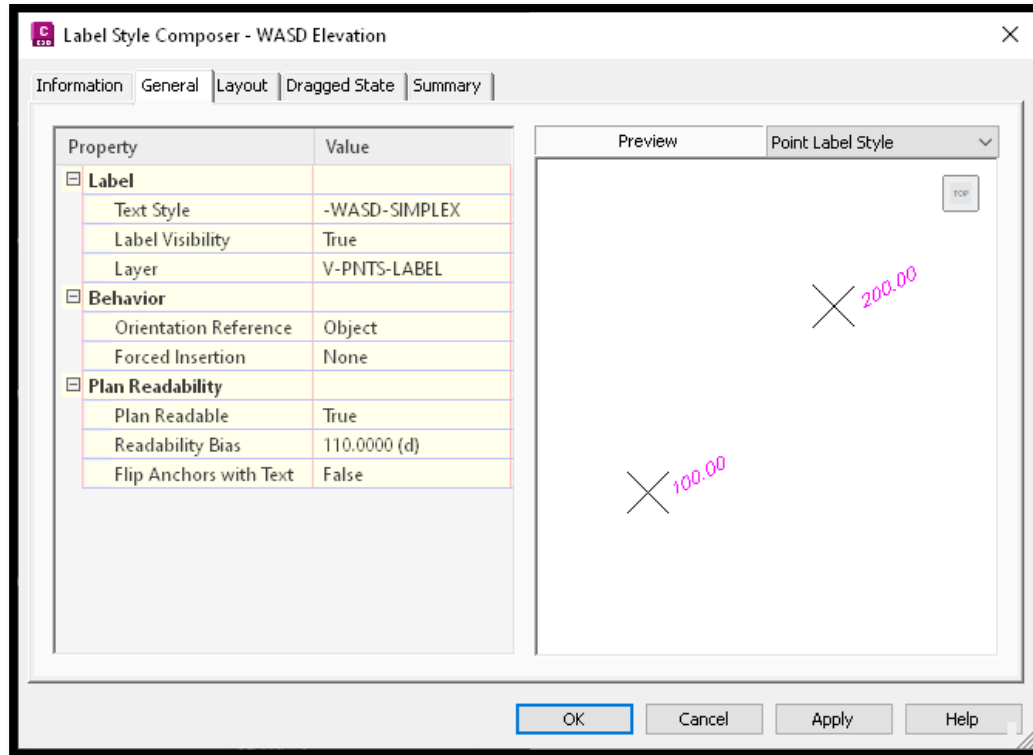 C
C3D
Label Style Composer - WASD Elevation
Information General Layout Dragged State Summary
Property Value
Label
Text Style -WASD-SIMPLEX
Label Visibility True
Layer V-PNTS-LABEL
Behavior
Orientation Reference Object
Forced Insertion None
Plan Readability
Plan Readable True
Readability Bias 110.0000 (d)
Flip Anchors with Text False
Preview Point Label Style
TOP
200.00
100.00
OK Cancel Apply Help